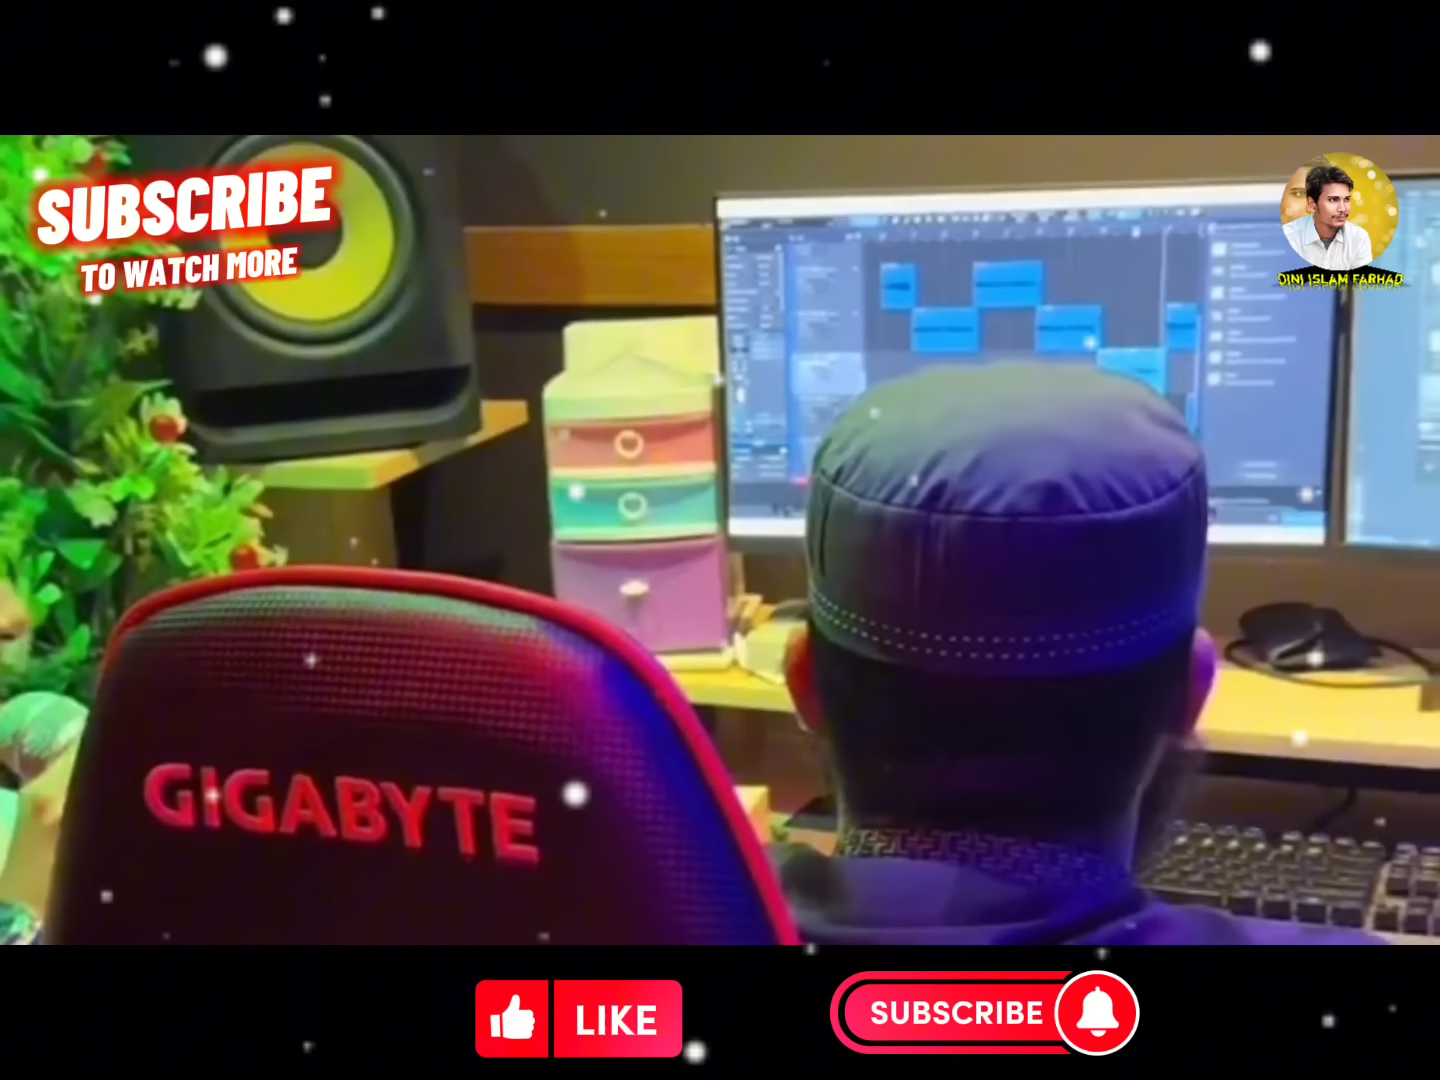 SUBSCRIBE
TO WATCH MORE
DINI ISLAM FARHAD
GIGABYTE
LIKE
SUBSCRIBE